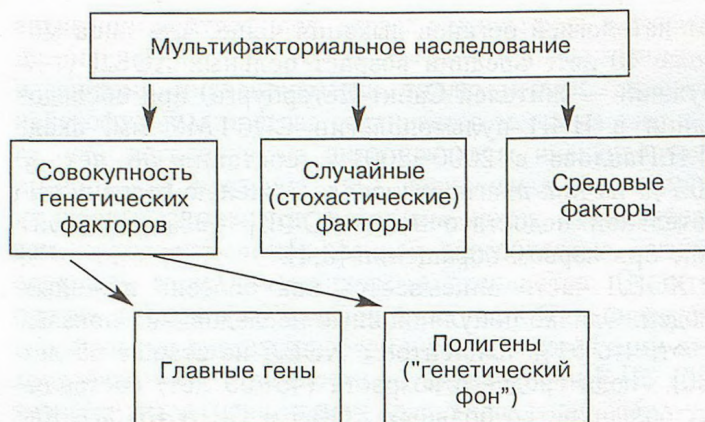 Мультифакториальное наследование
Совокупность
генетических
факторов
Случайные
(стохастические)
факторы
Средовые
факторы
Главные гены
Полигены
("генетический
фон")